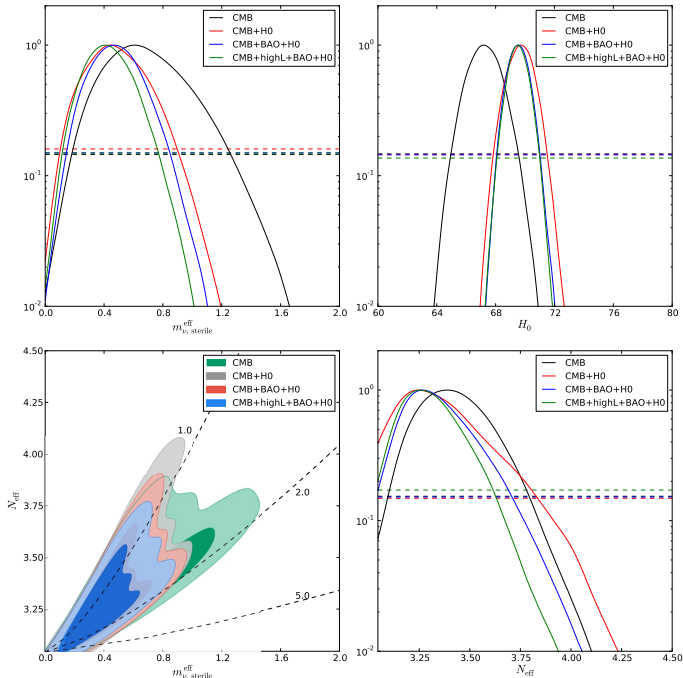 CMB
CMB+H0
CMB+BAO+H0
CMB+highL+BAO+H0
10^0
10^-1
10^-2
0.0 0.4 0.8 1.2 1.6 2.0
m_{ν, sterile}^{eff}
CMB
CMB+H0
CMB+BAO+H0
CMB+highL+BAO+H0
10^0
10^-1
10^-2
60 64 68 72 76 80
H_0
CMB
CMB+H0
CMB+BAO+H0
CMB+highL+BAO+H0
4.50
4.25
4.00
3.75
3.50
3.25
N_eff
1.0
2.0
5.0
0.0 0.4 0.8 1.2 1.6 2.0
m_{ν, sterile}^{eff}
CMB
CMB+H0
CMB+BAO+H0
CMB+highL+BAO+H0
10^0
10^-1
10^-2
3.25 3.50 3.75 4.00 4.25 4.50
N_eff